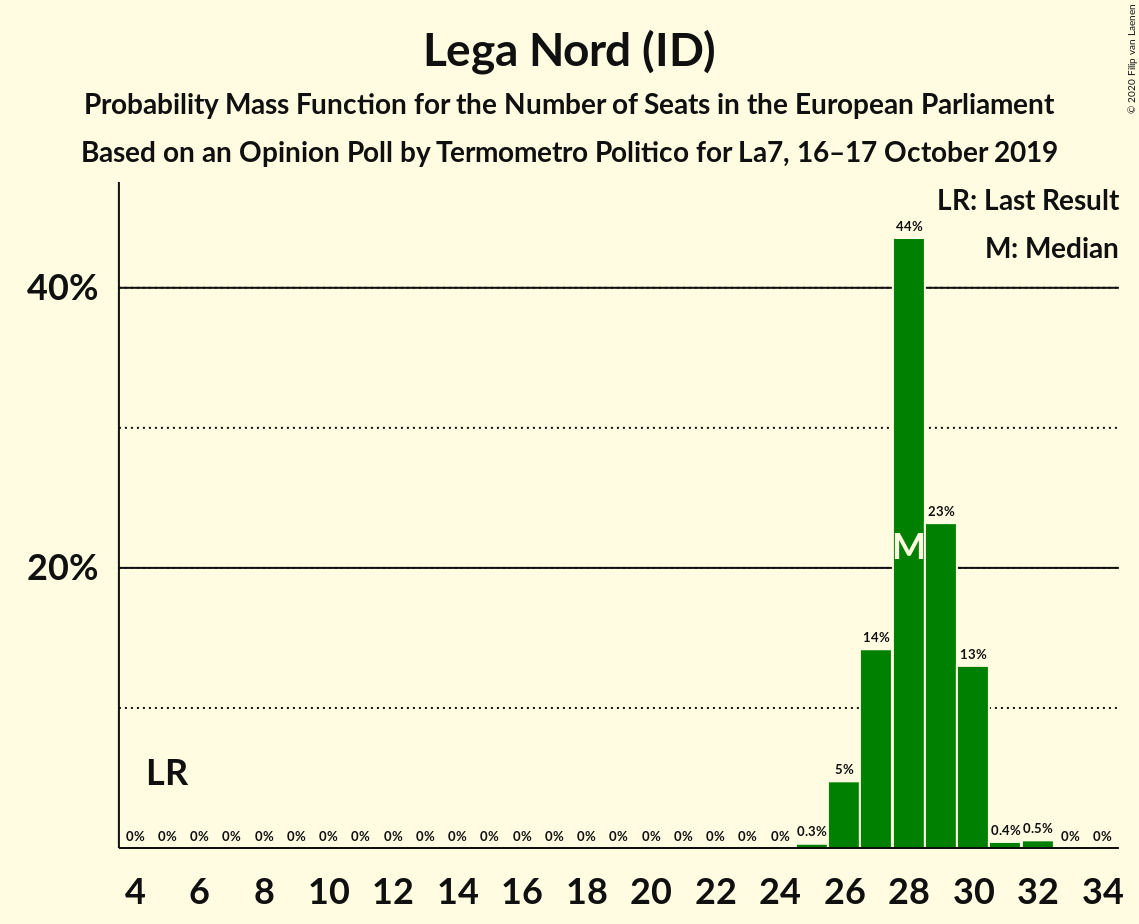 Lega Nord (ID)
Probability Mass Function for the Number of Seats in the European Parliament
Based on an Opinion Poll by Termometro Politico for La7, 16–17 October 2019
© 2020 Filip van Laenen
LR: Last Result
M: Median
40%
20%
44%
23%
M
14%
13%
5%
LR
0% 0% 0% 0% 0% 0% 0% 0% 0% 0% 0% 0% 0% 0% 0% 0% 0% 0% 0% 0% 0% 0.3% 0.4% 0.5% 0% 0%
4 6 8 10 12 14 16 18 20 22 24 26 28 30 32 34